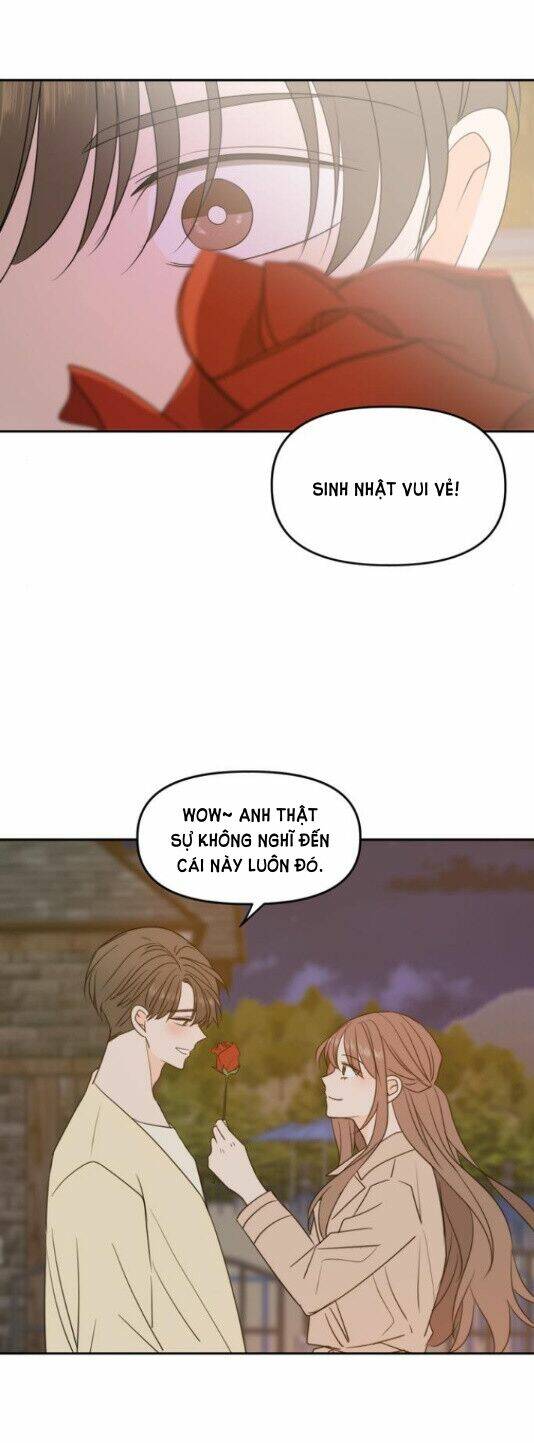 SINH NHẬT VUI VẺ!
WOW~ ANH THẬT
SỰ KHÔNG NGHĨ ĐẾN
CÁI NÀY LUÔN ĐÓ.